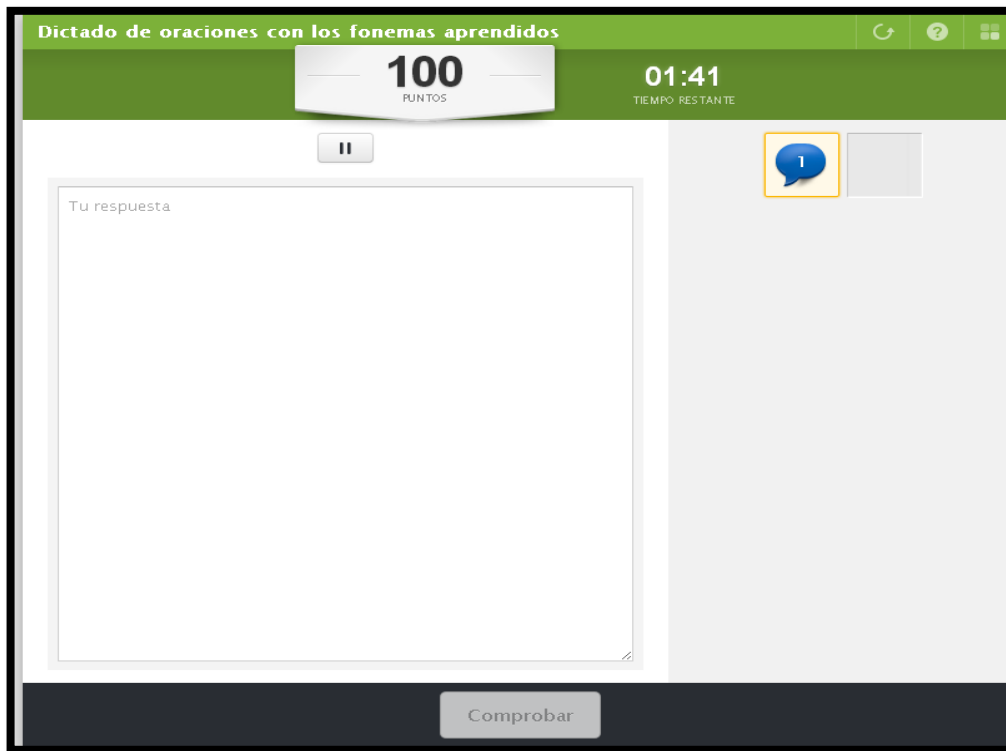 Dictado de oraciones con los fonemas aprendidos
?
100
PUNTOS
01:41
TIEMPO RESTANTE
1
Tu respuesta
Comprobar